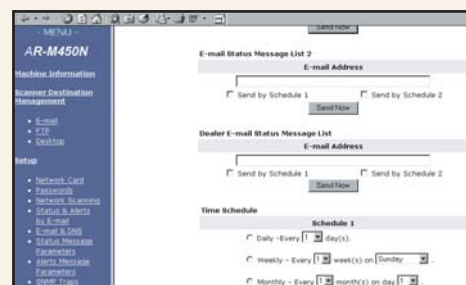 - MENU -
AR-M450N
Machine Information
Scanner Destination
Management
E-mail
FTP
Desktop
Setup
Network Card
Passwords
Network Scanning
Status & Alerts
by E-mail
E-mail & DNS
Status Message
Parameters
Alerts Message
Parameters
SNMP Traps
Send Now
E-mail Status Message List 2
E-mail Address
Send by Schedule 1 Send by Schedule 2
Send Now
Dealer E-mail Status Message List
E-mail Address
Send by Schedule 1 Send by Schedule 2
Send Now
Time Schedule
Schedule 1
Daily -Every 1 day(s).
Weekly - Every 1 week(s) on Sunday .
Monthly - Every 1 month(s) on day 1 .